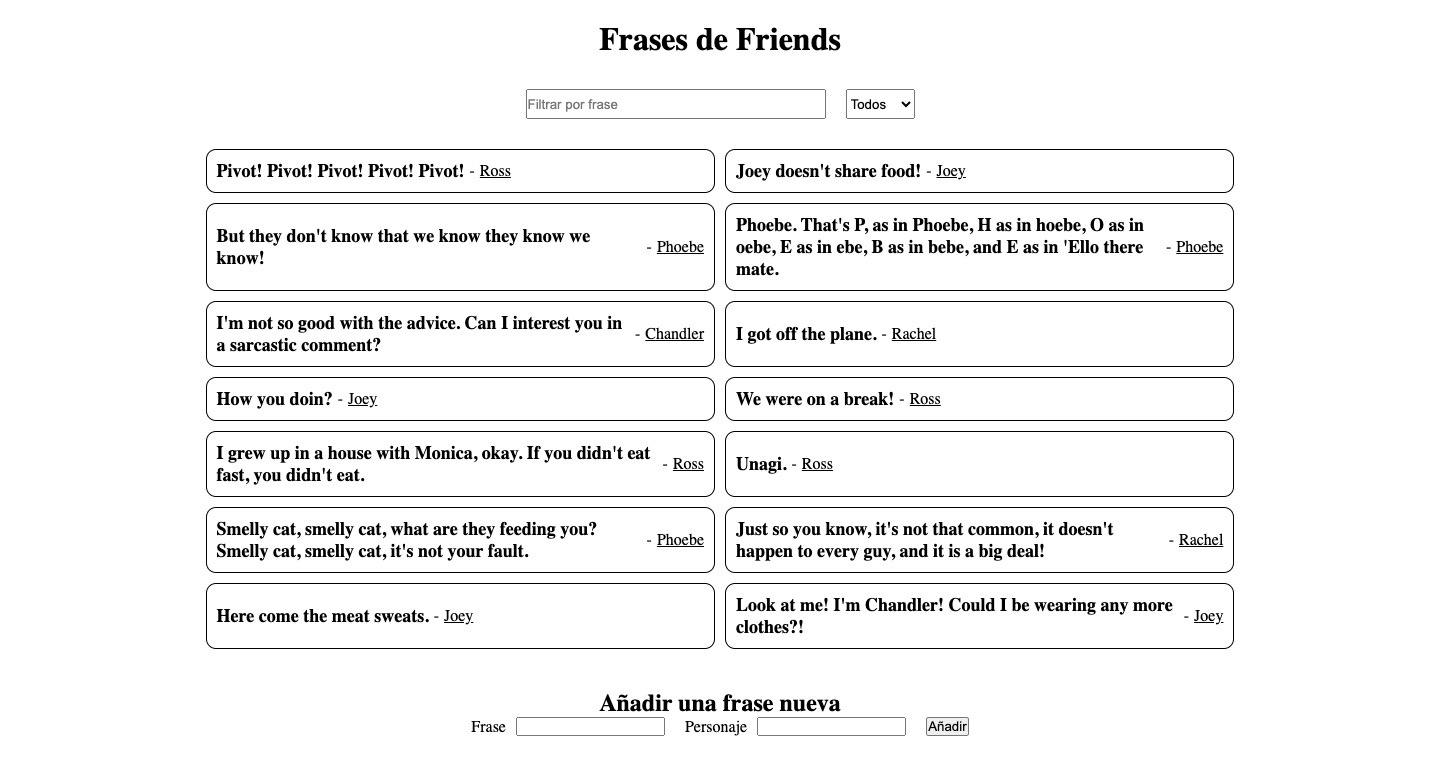 Frases de Friends
Filtrar por frase
Todos
Pivot! Pivot! Pivot! Pivot! Pivot! - Ross
Joey doesn't share food! - Joey
But they don't know that we know they know we
know!
- Phoebe
Phoebe. That's P, as in Phoebe, H as in hoebe, O as in
oebe, E as in ebe, B as in bebe, and E as in 'Ello there
mate.
- Phoebe
I'm not so good with the advice. Can I interest you in
a sarcastic comment?
- Chandler
I got off the plane. - Rachel
How you doin? - Joey
We were on a break! - Ross
I grew up in a house with Monica, okay. If you didn't eat
fast, you didn't eat.
- Ross
Unagi. - Ross
Smelly cat, smelly cat, what are they feeding you?
Smelly cat, smelly cat, it's not your fault.
- Phoebe
Just so you know, it's not that common, it doesn't
happen to every guy, and it is a big deal!
- Rachel
Here come the meat sweats. - Joey
Look at me! I'm Chandler! Could I be wearing any more
clothes?!
- Joey
Añadir una frase nueva
Frase
Personaje
Añadir